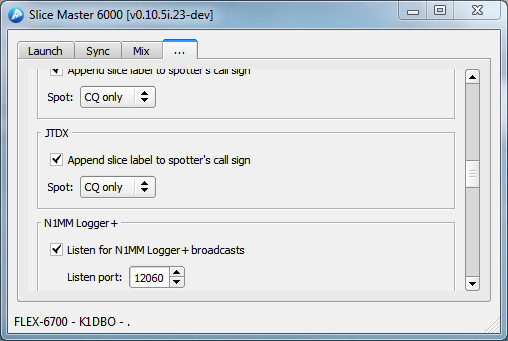 Slice Master 6000 [v0.10.5i.23-dev]
Launch Sync Mix ...
Append slice label to spotter's call sign
Spot: CQ only
JTDX
Append slice label to spotter's call sign
Spot: CQ only
N1MM Logger+
Listen for N1MM Logger+ broadcasts
Listen port: 12060
FLEX-6700 - K1DBO - .